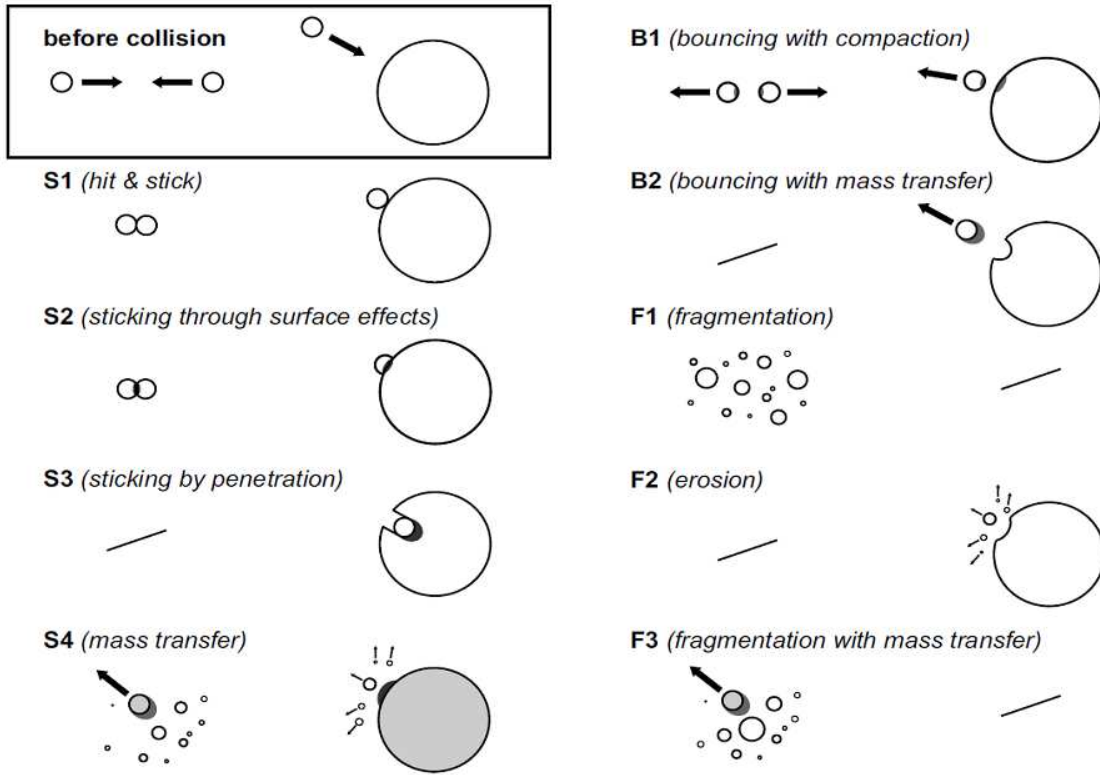 before collision
S1 (hit & stick)
S2 (sticking through surface effects)
S3 (sticking by penetration)
S4 (mass transfer)
B1 (bouncing with compaction)
B2 (bouncing with mass transfer)
F1 (fragmentation)
F2 (erosion)
F3 (fragmentation with mass transfer)